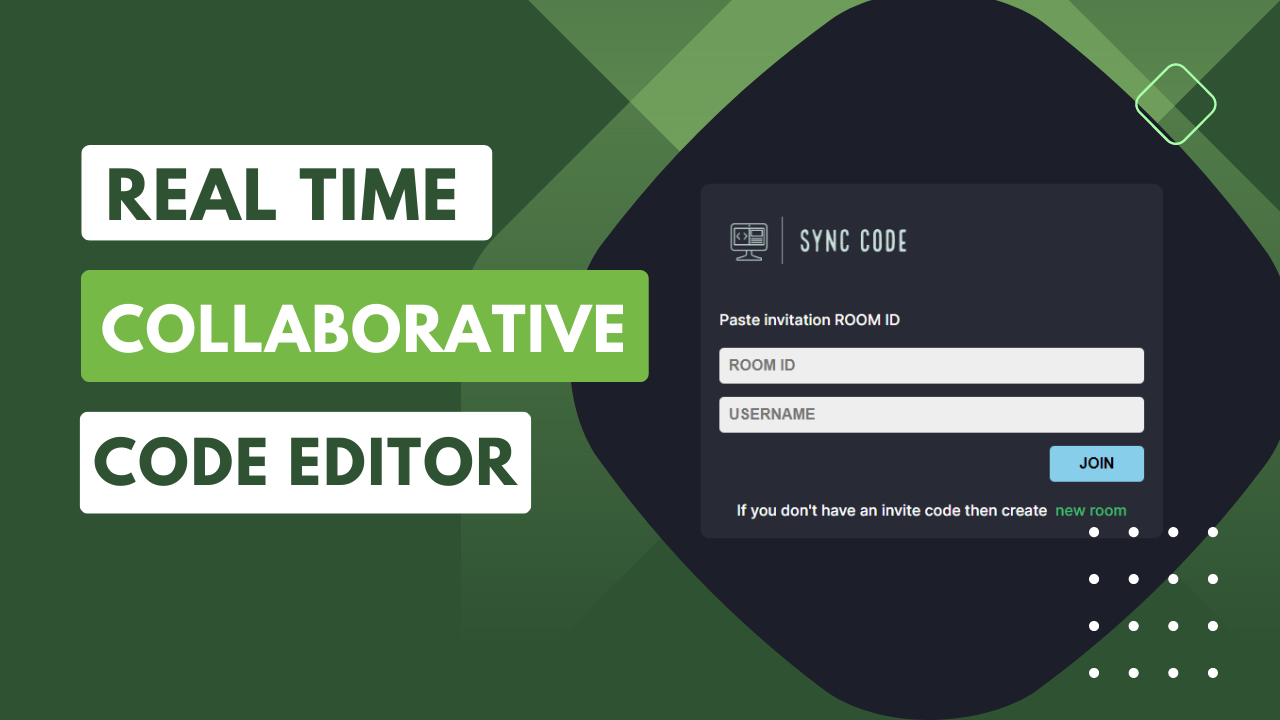 REAL TIME
COLLABORATIVE
CODE EDITOR
SYNC CODE
Paste invitation ROOM ID
ROOM ID
USERNAME
JOIN
If you don't have an invite code then create new room